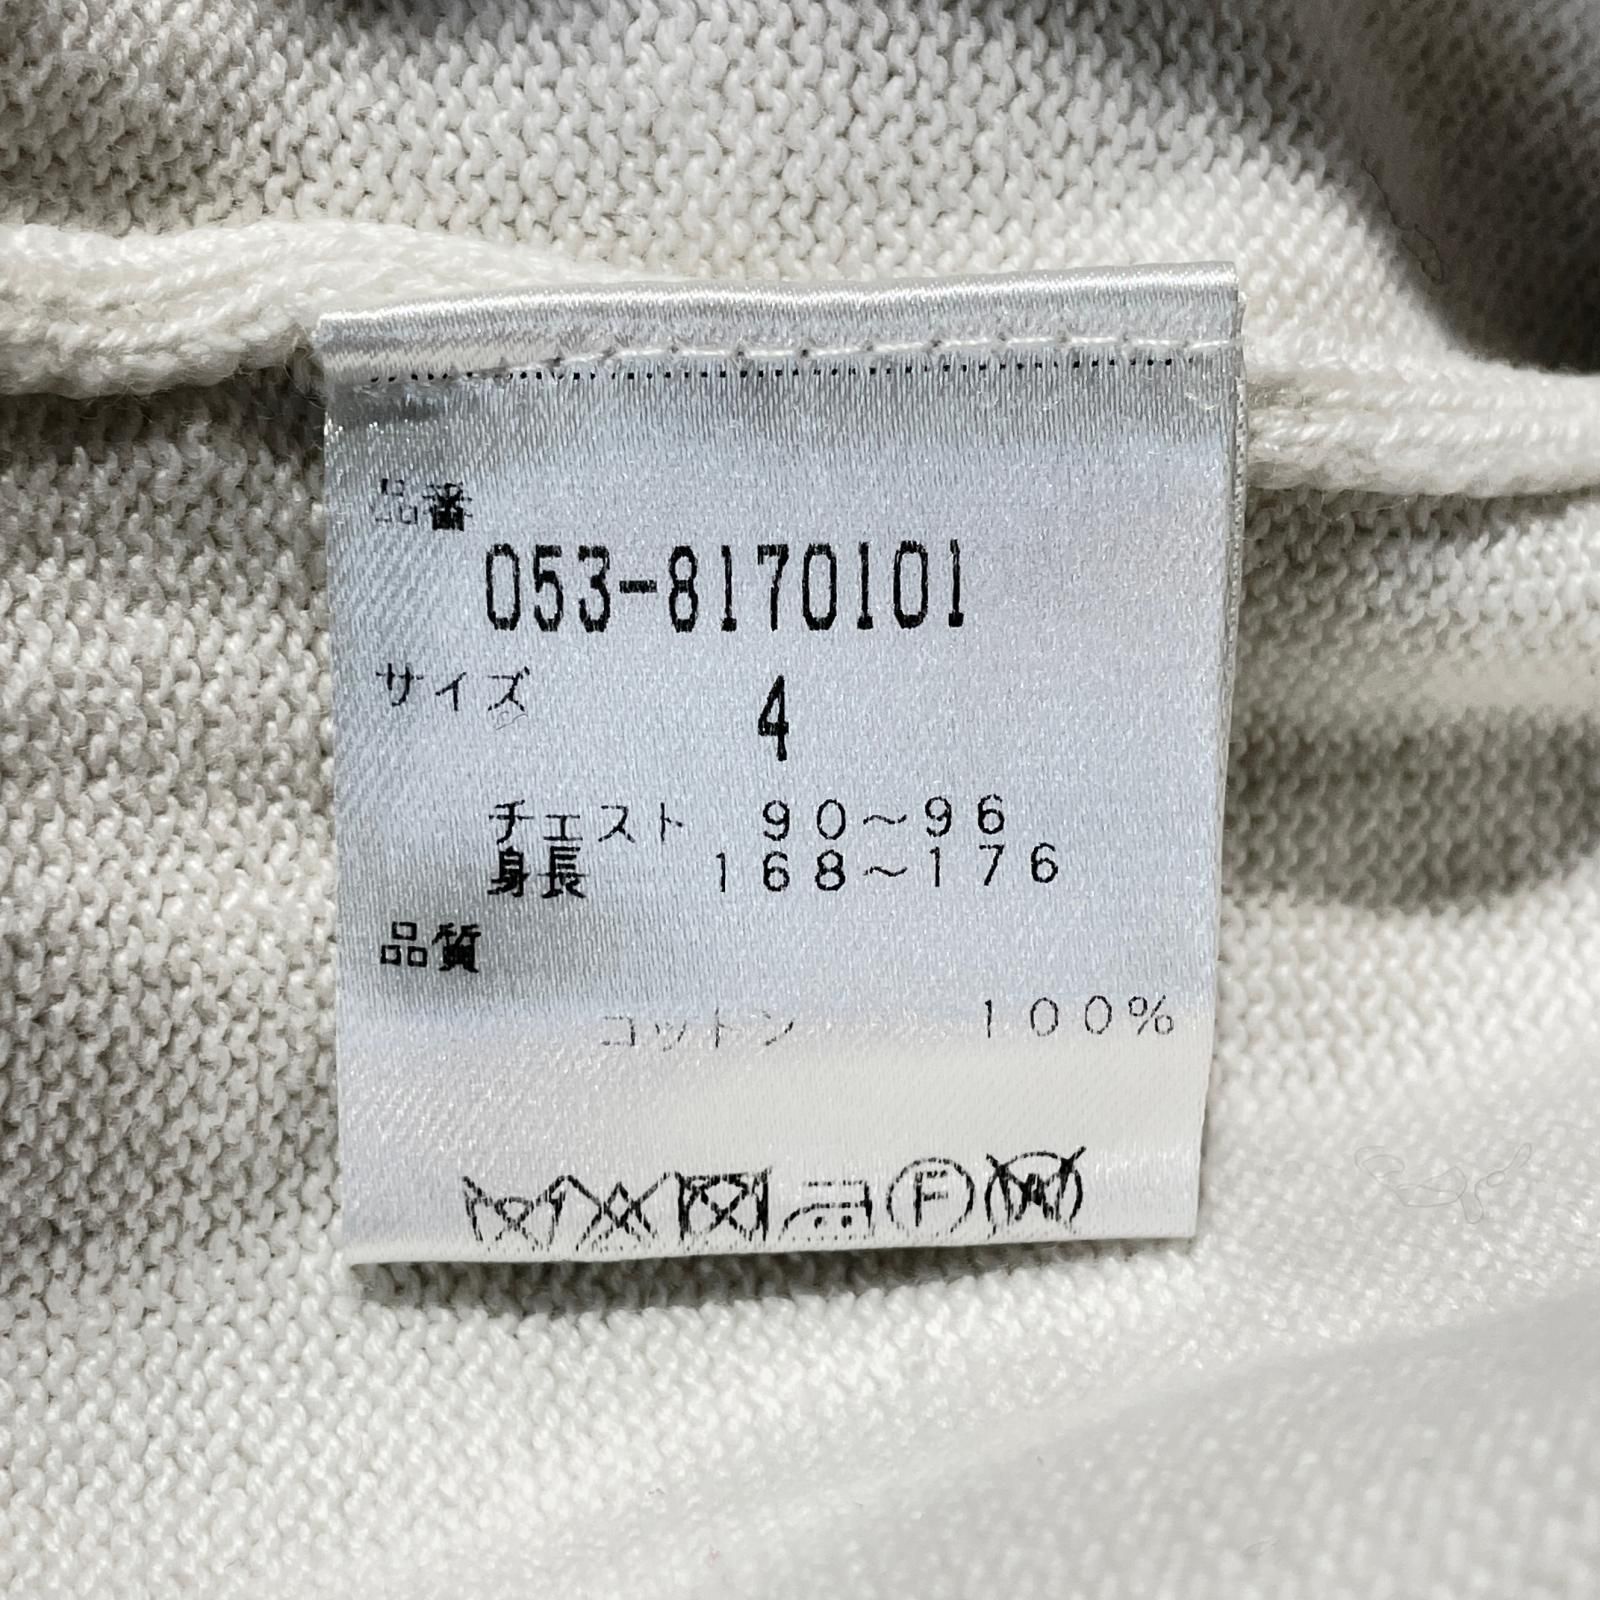 品番
053-8170101
サイズ 4
チェスト 90～96
身長 168～176
品質
コットン 100%
F
W